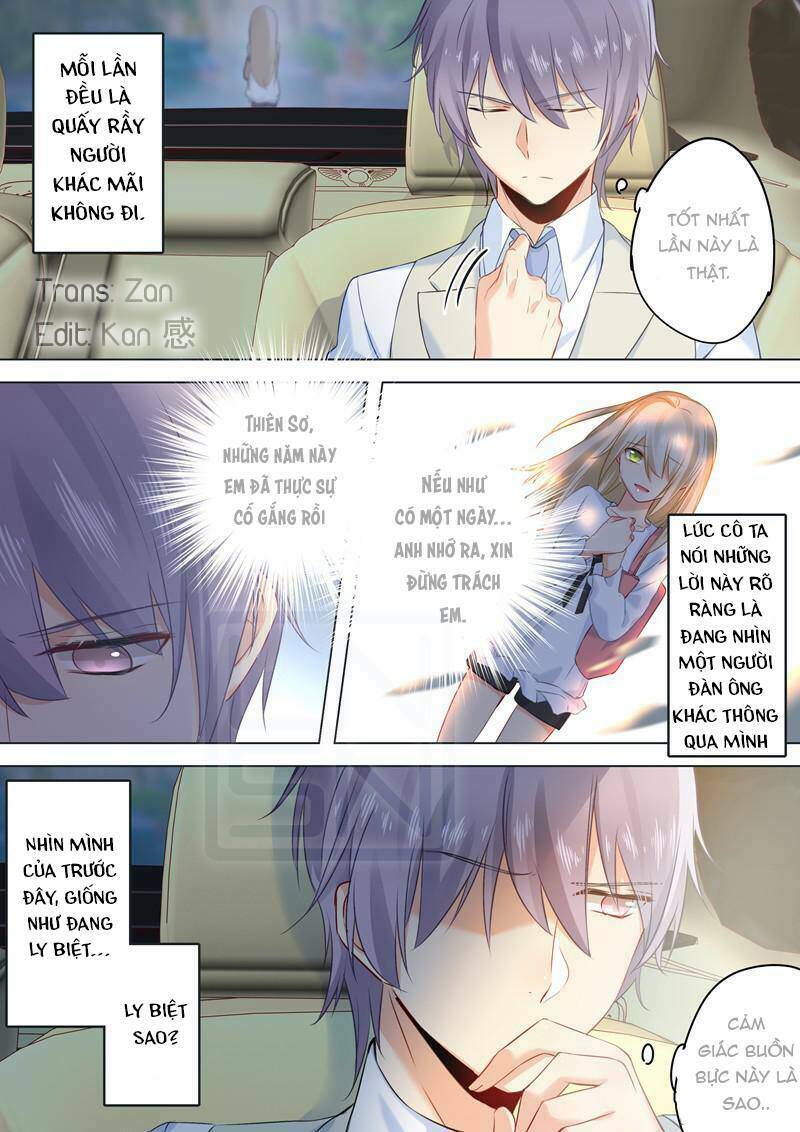 MỖI LẦN
ĐỀU LÀ
QUẤY RẦY
NGƯỜI
KHÁC MÃI
KHÔNG ĐI.
TỐT NHẤT
LẦN NÀY LÀ
THẬT.
Trans: Zan
Edit: Kan 感
THIÊN SƠ,
NHỮNG NĂM NÀY
EM ĐÃ THỰC SỰ
CỐ GẮNG RỒI
NẾU NHƯ
CÓ MỘT NGÀY...
ANH NHỚ RA, XIN
ĐỪNG TRÁCH
EM.
LÚC CÔ TA
NÓI NHỮNG
LỜI NÀY RÕ
RÀNG LÀ
ĐANG NHÌN
MỘT NGƯỜI
ĐÀN ÔNG
KHÁC THÔNG
QUA MÌNH
NHÌN MÌNH
CỦA TRƯỚC
ĐÂY, GIỐNG
NHƯ ĐANG
LY BIỆT...
LY BIỆT
SAO?
CẢM
GIÁC BUỒN
BỰC NÀY LÀ
SAO..